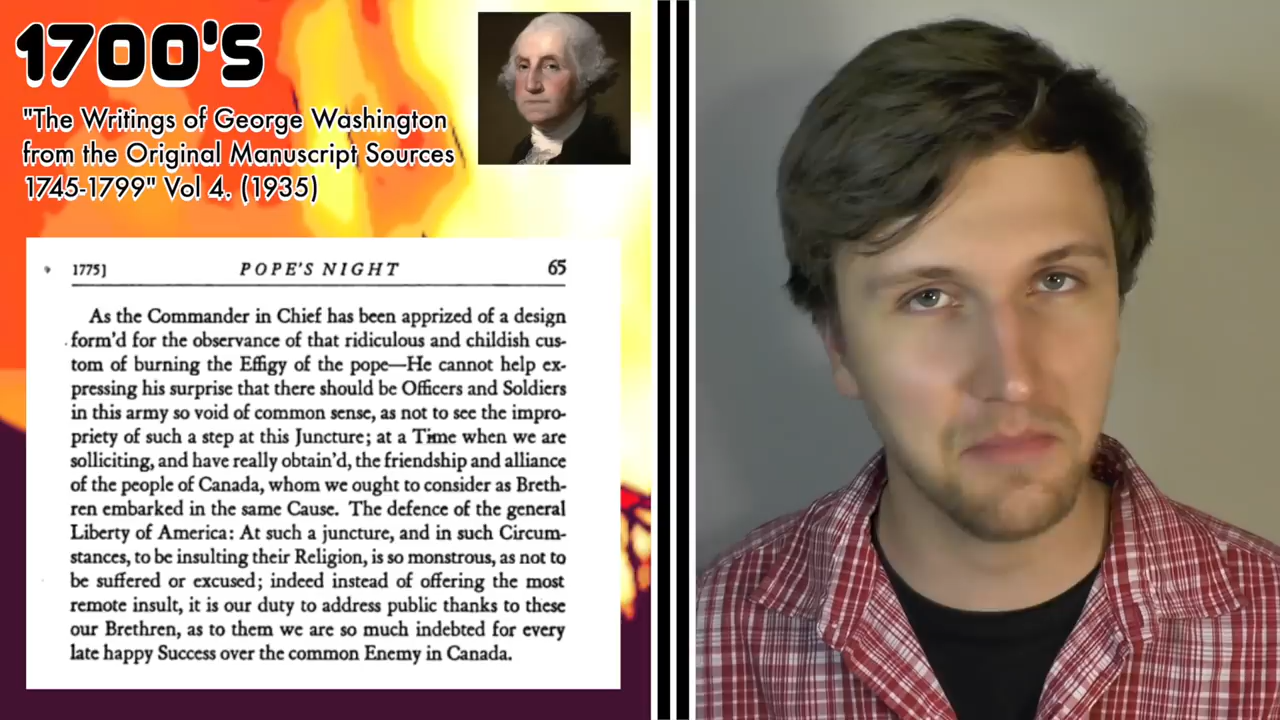 1700'S
"The Writings of George Washington
from the Original Manuscript Sources
1745-1799" Vol 4. (1935)
1775] POPE'S NIGHT 65
As the Commander in Chief has been apprized of a design
form'd for the observance of that ridiculous and childish cus-
tom of burning the Effigy of the pope—He cannot help ex-
pressing his surprise that there should be Officers and Soldiers
in this army so void of common sense, as not to see the impro-
priety of such a step at this Juncture; at a Time when we are
solliciting, and have really obtain'd, the friendship and alliance
of the people of Canada, whom we ought to consider as Breth-
ren embarked in the same Cause. The defence of the general
Liberty of America: At such a juncture, and in such Circum-
stances, to be insulting their Religion, is so monstrous, as not to
be suffered or excused; indeed instead of offering the most
remote insult, it is our duty to address public thanks to these
our Brethren, as to them we are so much indebted for every
late happy Success over the common Enemy in Canada.